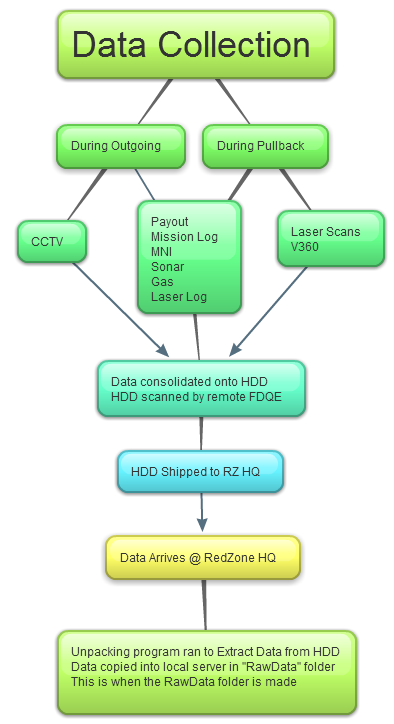 Data Collection
During Outgoing
During Pullback
CCTV
Payout
Mission Log
MNI
Sonar
Gas
Laser Log
Laser Scans
V360
Data consolidated onto HDD
HDD scanned by remote FDQE
HDD Shipped to RZ HQ
Data Arrives @ RedZone HQ
Unpacking program ran to Extract Data from HDD
Data copied into local server in "RawData" folder
This is when the RawData folder is made